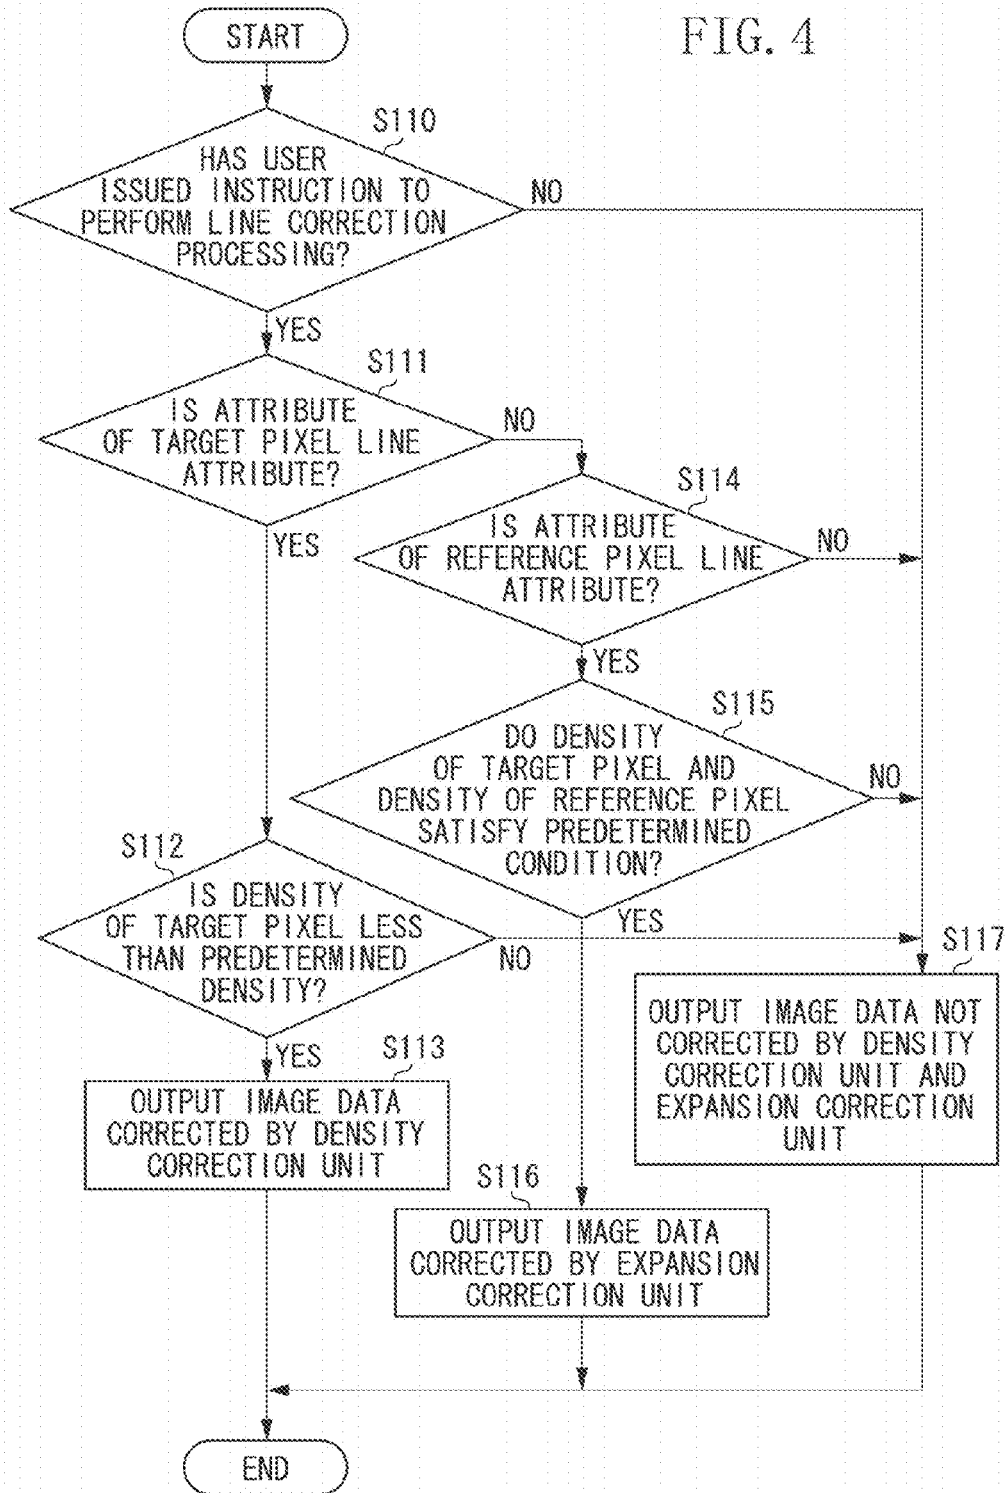 FIG. 4
START
S110
HAS USER
ISSUED INSTRUCTION TO
PERFORM LINE CORRECTION
PROCESSING?
NO
YES
S111
IS ATTRIBUTE
OF TARGET PIXEL LINE
ATTRIBUTE?
NO
YES
S114
IS ATTRIBUTE
OF REFERENCE PIXEL LINE
ATTRIBUTE?
NO
YES
S115
DO DENSITY
OF TARGET PIXEL AND
DENSITY OF REFERENCE PIXEL
SATISFY PREDETERMINED
CONDITION?
NO
YES
S112
IS DENSITY
OF TARGET PIXEL LESS
THAN PREDETERMINED
DENSITY?
NO
YES
S113
OUTPUT IMAGE DATA
CORRECTED BY DENSITY
CORRECTION UNIT
S117
OUTPUT IMAGE DATA NOT
CORRECTED BY DENSITY
CORRECTION UNIT AND
EXPANSION CORRECTION
UNIT
S116
OUTPUT IMAGE DATA
CORRECTED BY EXPANSION
CORRECTION UNIT
END